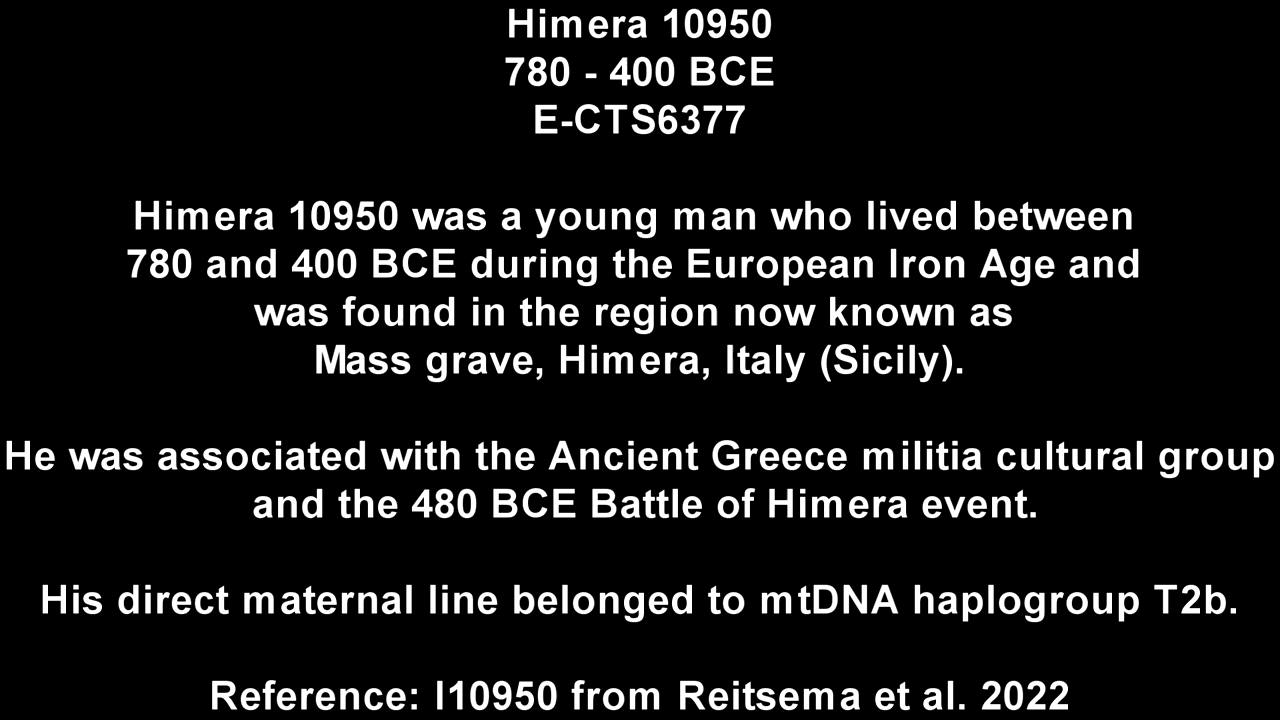 Himera 10950
780 - 400 BCE
E-CTS6377
Himera 10950 was a young man who lived between
780 and 400 BCE during the European Iron Age and
was found in the region now known as
Mass grave, Himera, Italy (Sicily).
He was associated with the Ancient Greece militia cultural group
and the 480 BCE Battle of Himera event.
His direct maternal line belonged to mtDNA haplogroup T2b.
Reference: I10950 from Reitsema et al. 2022